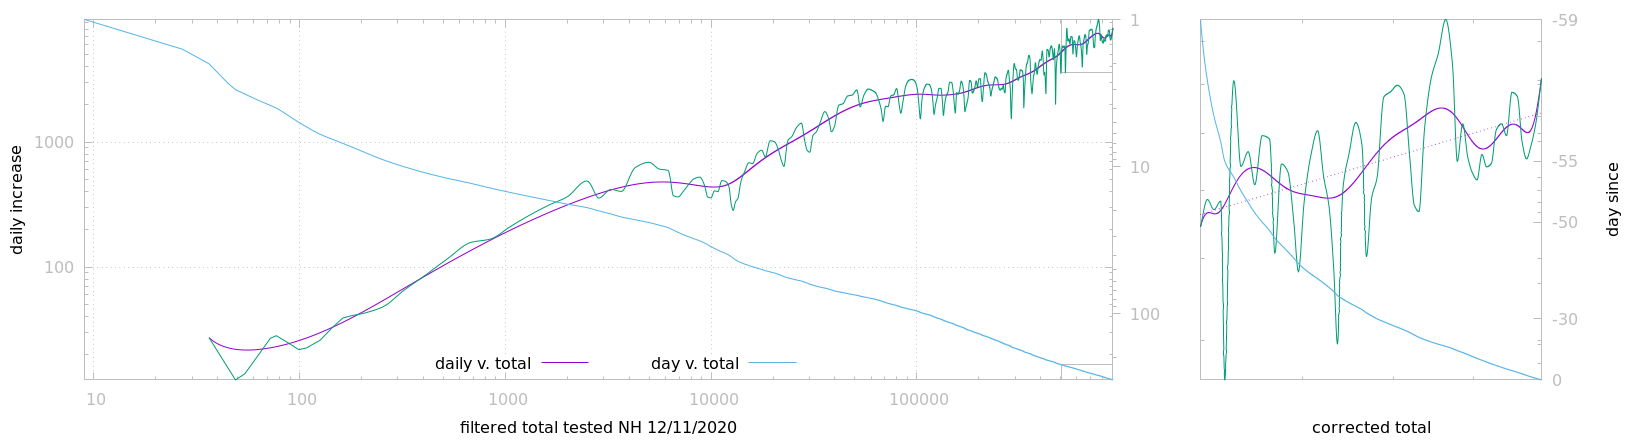 daily increase
1000
100
10
100
1000
10000
100000
1
10
100
daily v. total
day v. total
filtered total tested NH 12/11/2020
-59
-55
-50
-30
0
day since
corrected total